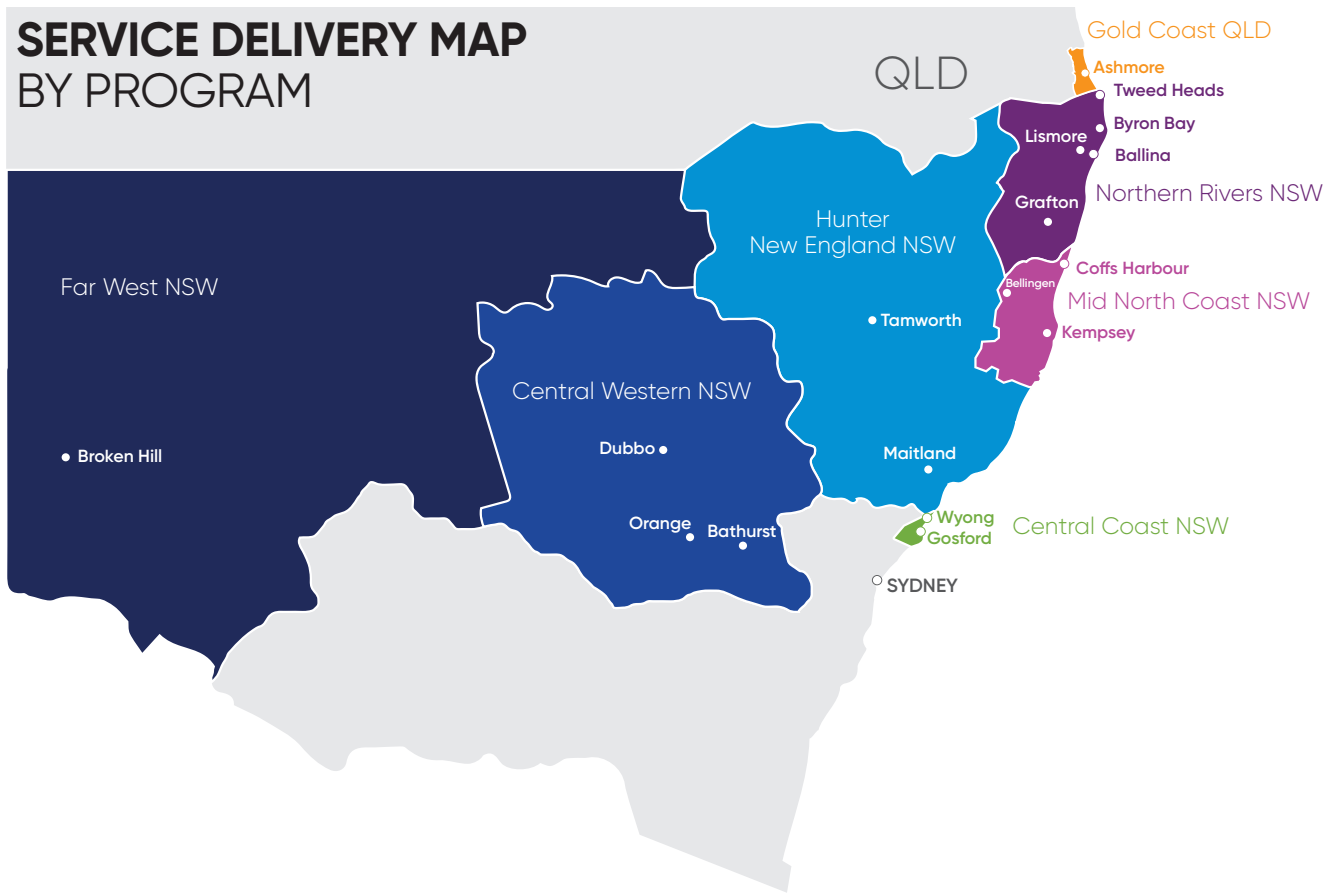 SERVICE DELIVERY MAP
BY PROGRAM
Gold Coast QLD
QLD
Ashmore
Tweed Heads
Byron Bay
Lismore
Ballina
Northern Rivers NSW
Grafton
Hunter
New England NSW
Coffs Harbour
Bellingen
Mid North Coast NSW
Far West NSW
Tamworth
Kempsey
Central Western NSW
Dubbo
Broken Hill
Maitland
Orange
Bathurst
Wyong
Gosford
Central Coast NSW
SYDNEY